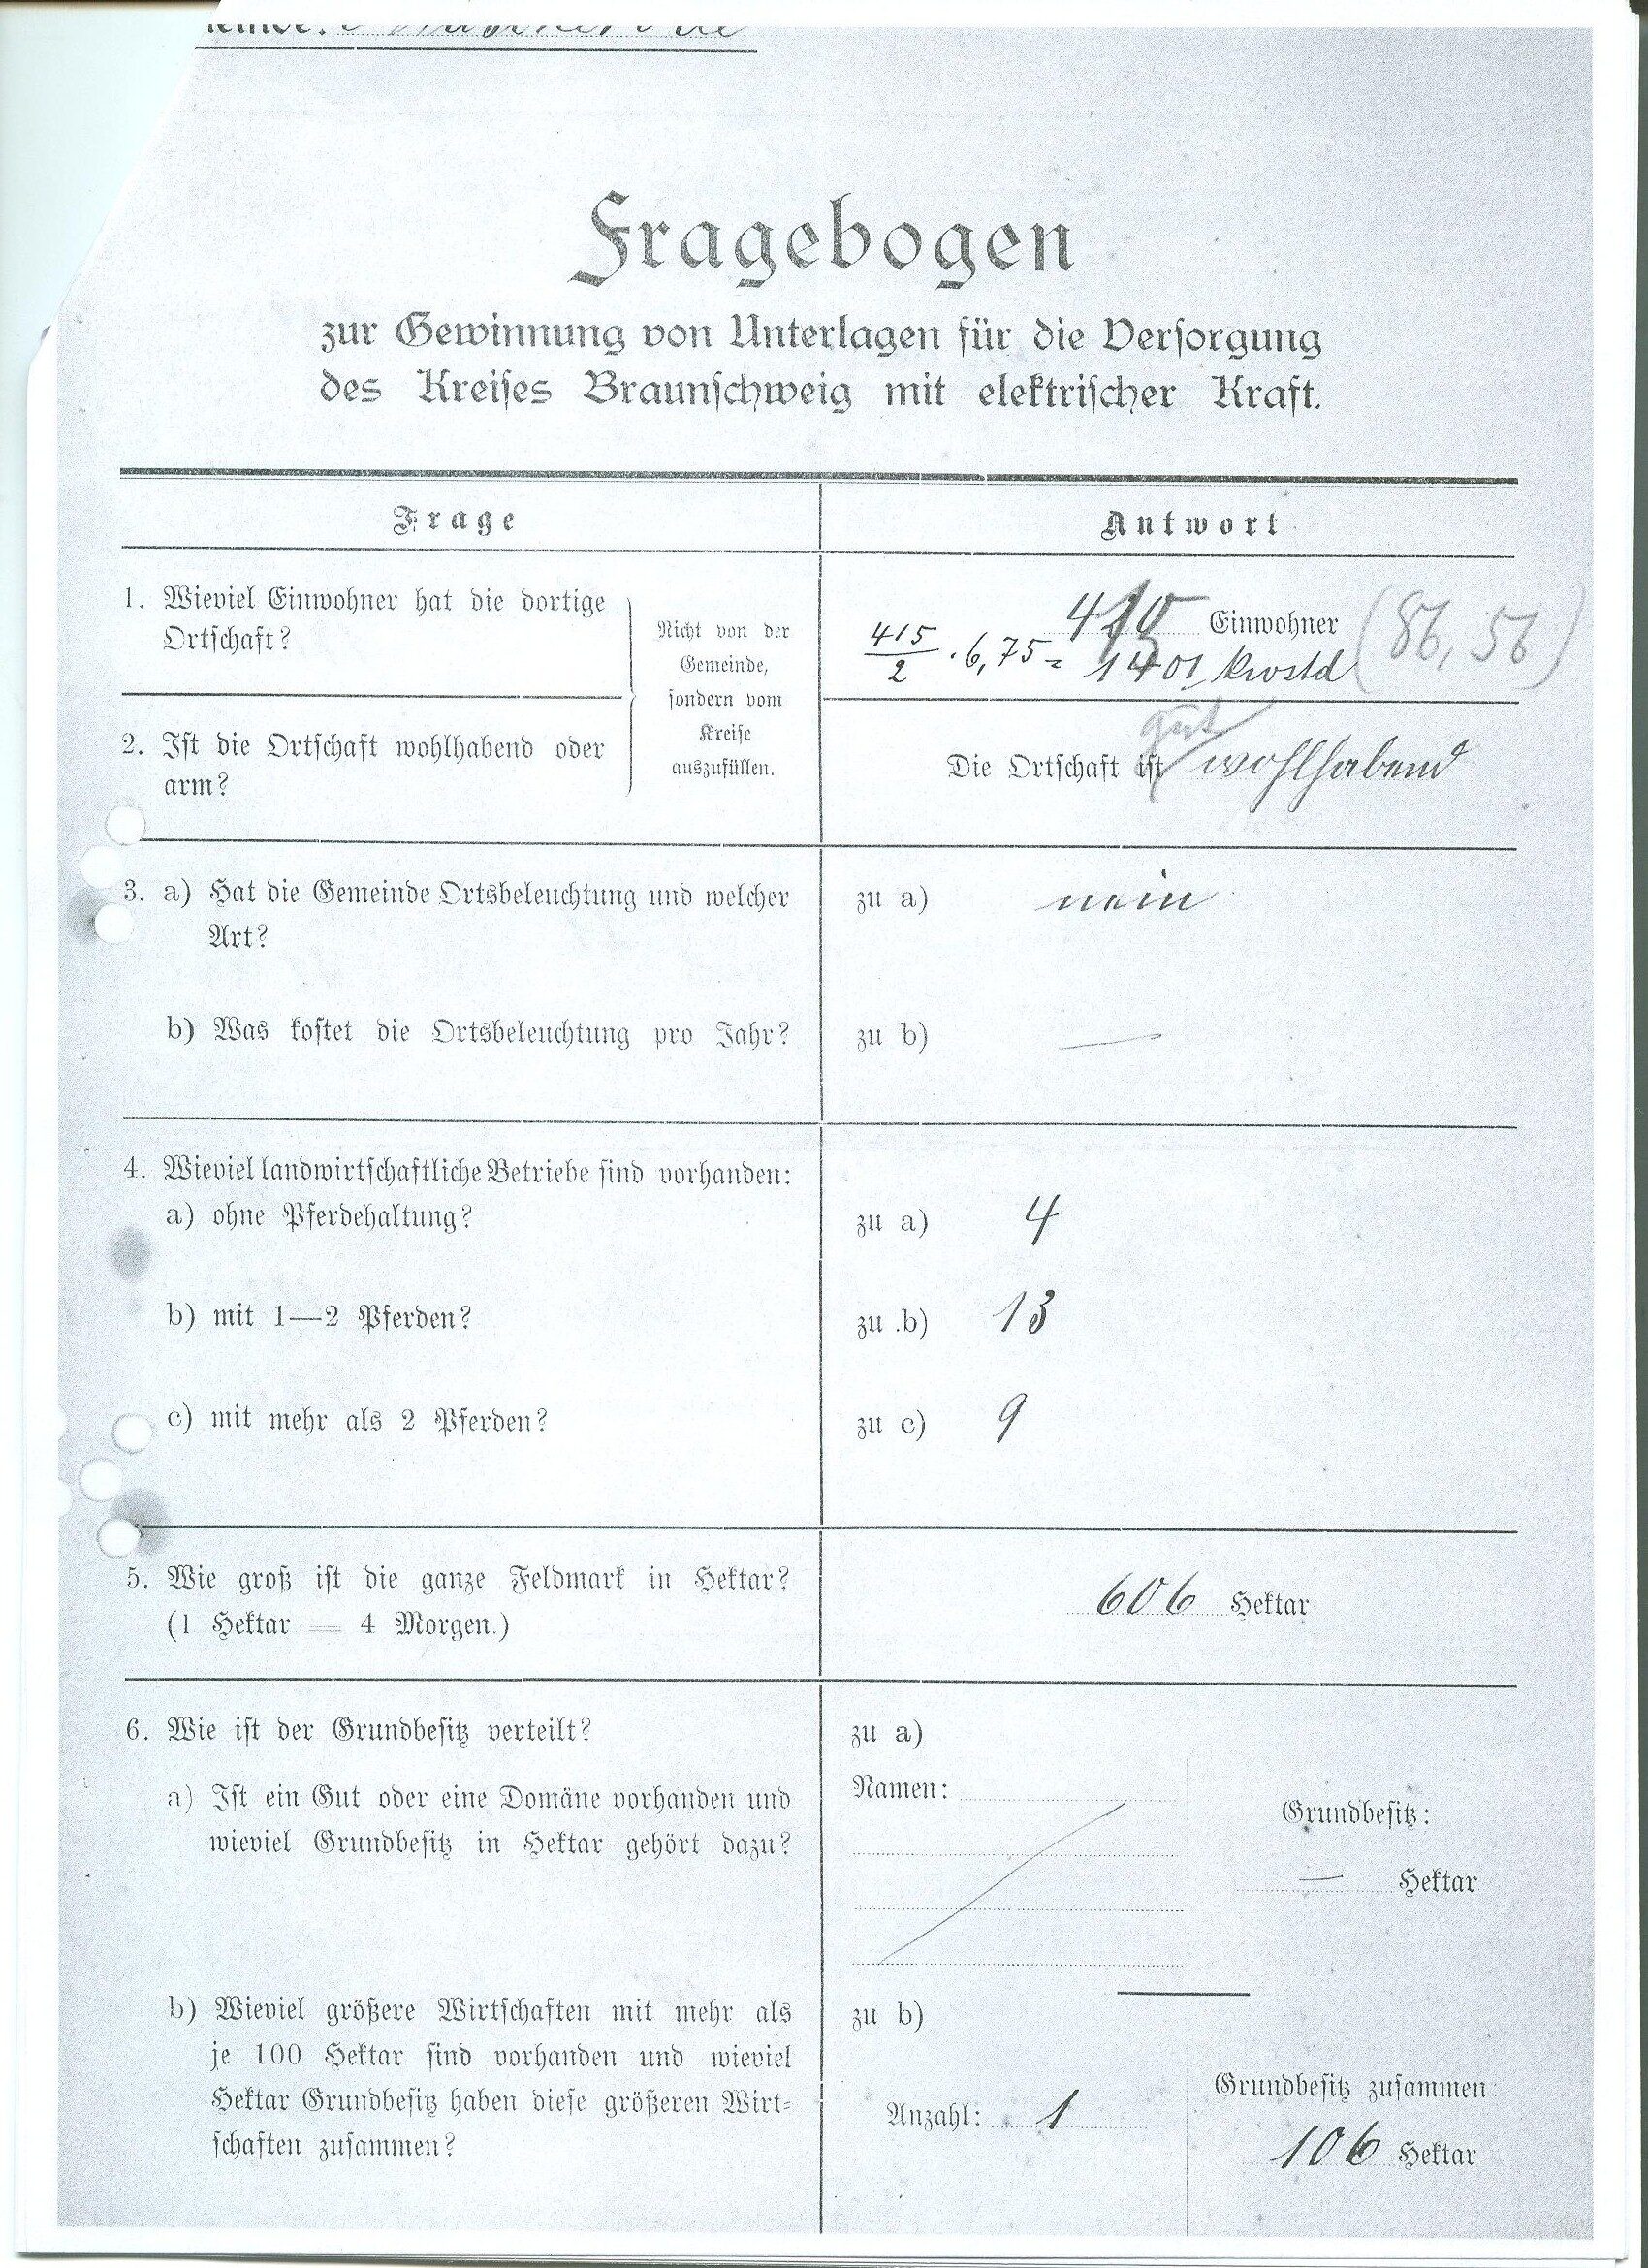 Fragebogen
zur Gewinnung von Unterlagen für die Versorgung
des Kreises Braunschweig mit elektrischer Kraft.
Frage
Antwort
1. Wieviel Einwohner hat die dortige
Ortschaft?
Nicht von der
Gemeinde,
sondern vom
Kreise
auszufüllen.
Einwohner (86,56)
415/2 · 6,75 = 1401 kwstd
2. Ist die Ortschaft wohlhabend oder
arm?
gut
Die Ortschaft ist wohlhabend
3. a) Hat die Gemeinde Ortsbeleuchtung und welcher
Art?
zu a) nein
b) Was kostet die Ortsbeleuchtung pro Jahr?
zu b) —
4. Wieviel landwirtschaftliche Betriebe sind vorhanden:
a) ohne Pferdehaltung?
zu a) 4
b) mit 1—2 Pferden?
zu b) 13
c) mit mehr als 2 Pferden?
zu c) 9
5. Wie groß ist die ganze Feldmark in Hektar?
(1 Hektar = 4 Morgen.)
606 Hektar
6. Wie ist der Grundbesitz verteilt?
a) Ist ein Gut oder eine Domäne vorhanden und
wieviel Grundbesitz in Hektar gehört dazu?
zu a)
Namen:
Grundbesitz:
— Hektar
b) Wieviel größere Wirtschaften mit mehr als
je 100 Hektar sind vorhanden und wieviel
Hektar Grundbesitz haben diese größeren Wirt-
schaften zusammen?
zu b)
Anzahl: 1
Grundbesitz zusammen:
106 Hektar